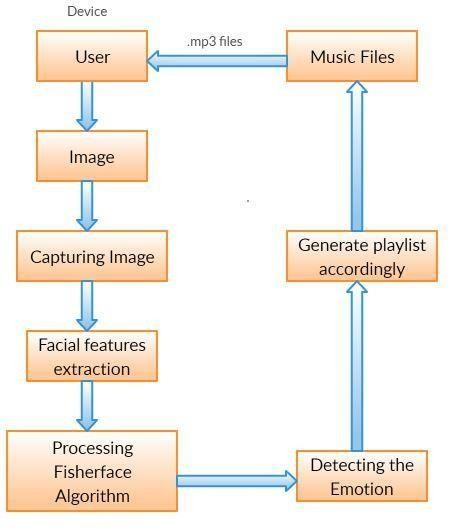 Device
User
.mp3 files
Music Files
Image
Capturing Image
Generate playlist
accordingly
Facial features
extraction
Processing
Fisherface
Algorithm
Detecting the
Emotion